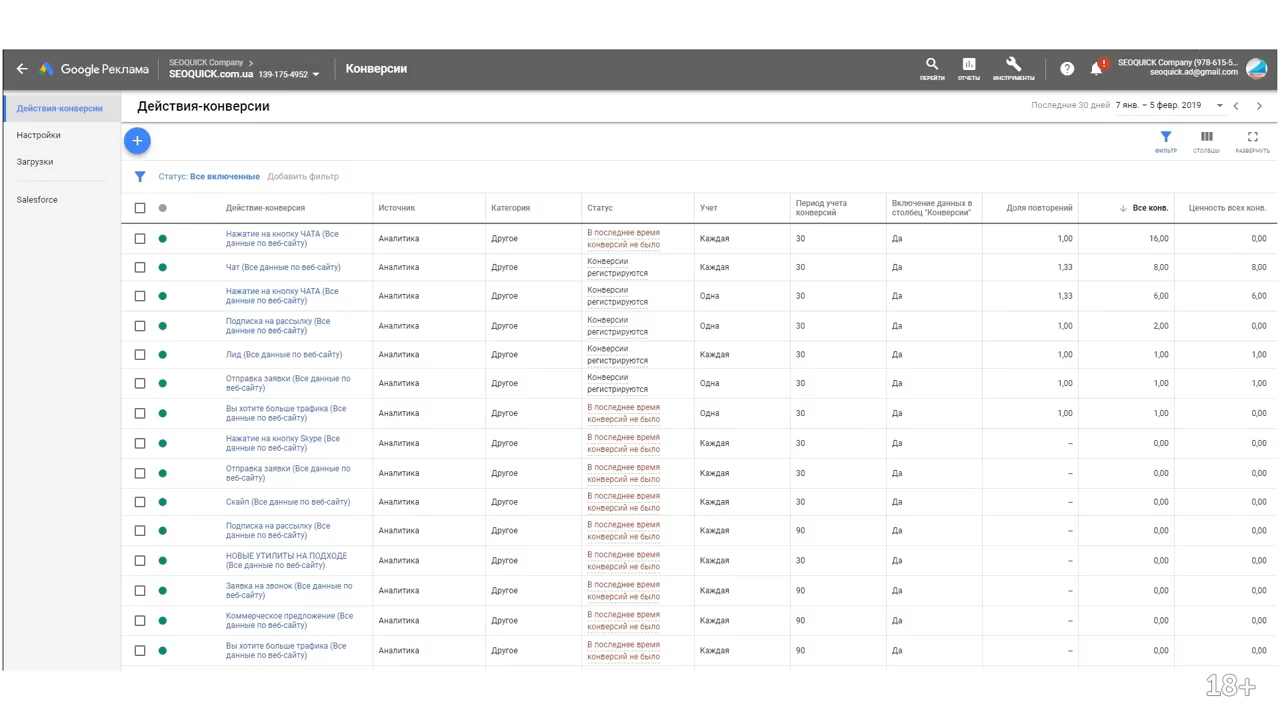 Google Реклама
SEOQUICK Company
SEOQUICK.com.ua 139-175-4952
Конверсии
ПЕРЕЙТИ
ОТЧЕТЫ
ИНСТРУМЕНТЫ
SEOQUICK Company (978-615-5...
seoquick.ad@gmail.com
Действия-конверсии
Настройки
Загрузки
Salesforce
Действия-конверсии
Последние 30 дней 7 янв. – 5 февр. 2019
ФИЛЬТР
СТОЛБЦЫ
РАЗВЕРНУТЬ
Статус: Все включенные Добавить фильтр
Действие-конверсия
Источник
Категория
Статус
Учет
Период учета
конверсий
Включение данных в
столбец "Конверсии"
Доля повторений
Все конв.
Ценность всех конв.
Нажатие на кнопку ЧАТА (Все
данные по веб-сайту)
Аналитика
Другое
В последнее время
конверсий не было
Каждая
30
Да
1,00
16,00
0,00
Чат (Все данные по веб-сайту)
Аналитика
Другое
Конверсии
регистрируются
Каждая
30
Да
1,33
8,00
8,00
Нажатие на кнопку ЧАТА (Все
данные по веб-сайту)
Аналитика
Другое
Конверсии
регистрируются
Одна
30
Да
1,33
6,00
6,00
Подписка на рассылку (Все
данные по веб-сайту)
Аналитика
Другое
Конверсии
регистрируются
Одна
30
Да
1,00
2,00
0,00
Лид (Все данные по веб-сайту)
Аналитика
Другое
Конверсии
регистрируются
Каждая
30
Да
1,00
1,00
1,00
Отправка заявки (Все данные по
веб-сайту)
Аналитика
Другое
Конверсии
регистрируются
Одна
30
Да
1,00
1,00
1,00
Вы хотите больше трафика (Все
данные по веб-сайту)
Аналитика
Другое
В последнее время
конверсий не было
Одна
30
Да
1,00
1,00
0,00
Нажатие на кнопку Skype (Все
данные по веб-сайту)
Аналитика
Другое
В последнее время
конверсий не было
Каждая
30
Да
--
0,00
0,00
Отправка заявки (Все данные по
веб-сайту)
Аналитика
Другое
В последнее время
конверсий не было
Каждая
30
Да
--
0,00
0,00
Скайп (Все данные по веб-сайту)
Аналитика
Другое
В последнее время
конверсий не было
Каждая
30
Да
--
0,00
0,00
Подписка на рассылку (Все
данные по веб-сайту)
Аналитика
Другое
В последнее время
конверсий не было
Каждая
90
Да
--
0,00
0,00
НОВЫЕ УТИЛИТЫ НА ПОДХОДЕ
(Все данные по веб-сайту)
Аналитика
Другое
В последнее время
конверсий не было
Каждая
30
Да
--
0,00
0,00
Заявка на звонок (Все данные по
веб-сайту)
Аналитика
Другое
В последнее время
конверсий не было
Каждая
90
Да
--
0,00
0,00
Коммерческое предложение (Все
данные по веб-сайту)
Аналитика
Другое
В последнее время
конверсий не было
Каждая
90
Да
--
0,00
0,00
Вы хотите больше трафика (Все
данные по веб-сайту)
Аналитика
Другое
В последнее время
конверсий не было
Каждая
90
Да
--
0,00
0,00
18+